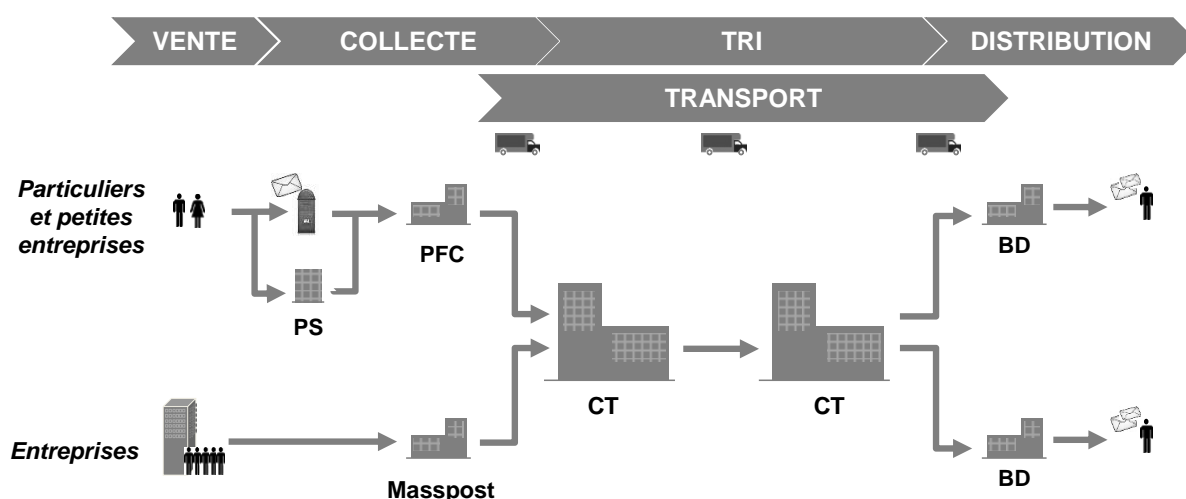 VENTE
COLLECTE
TRI
DISTRIBUTION
TRANSPORT
Particuliers
et petites
entreprises
PFC
BD
PS
CT
CT
Entreprises
Masspost
BD